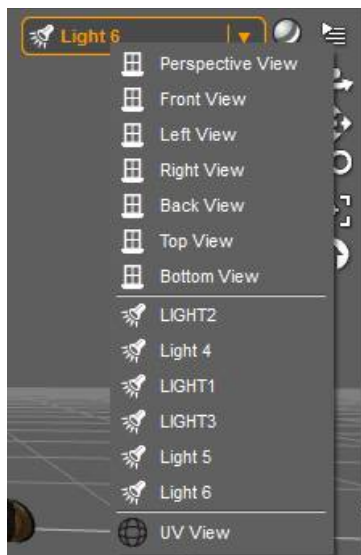 Light 6
Perspective View
Front View
Left View
Right View
Back View
Top View
Bottom View
LIGHT2
Light 4
LIGHT1
LIGHT3
Light 5
Light 6
UV View